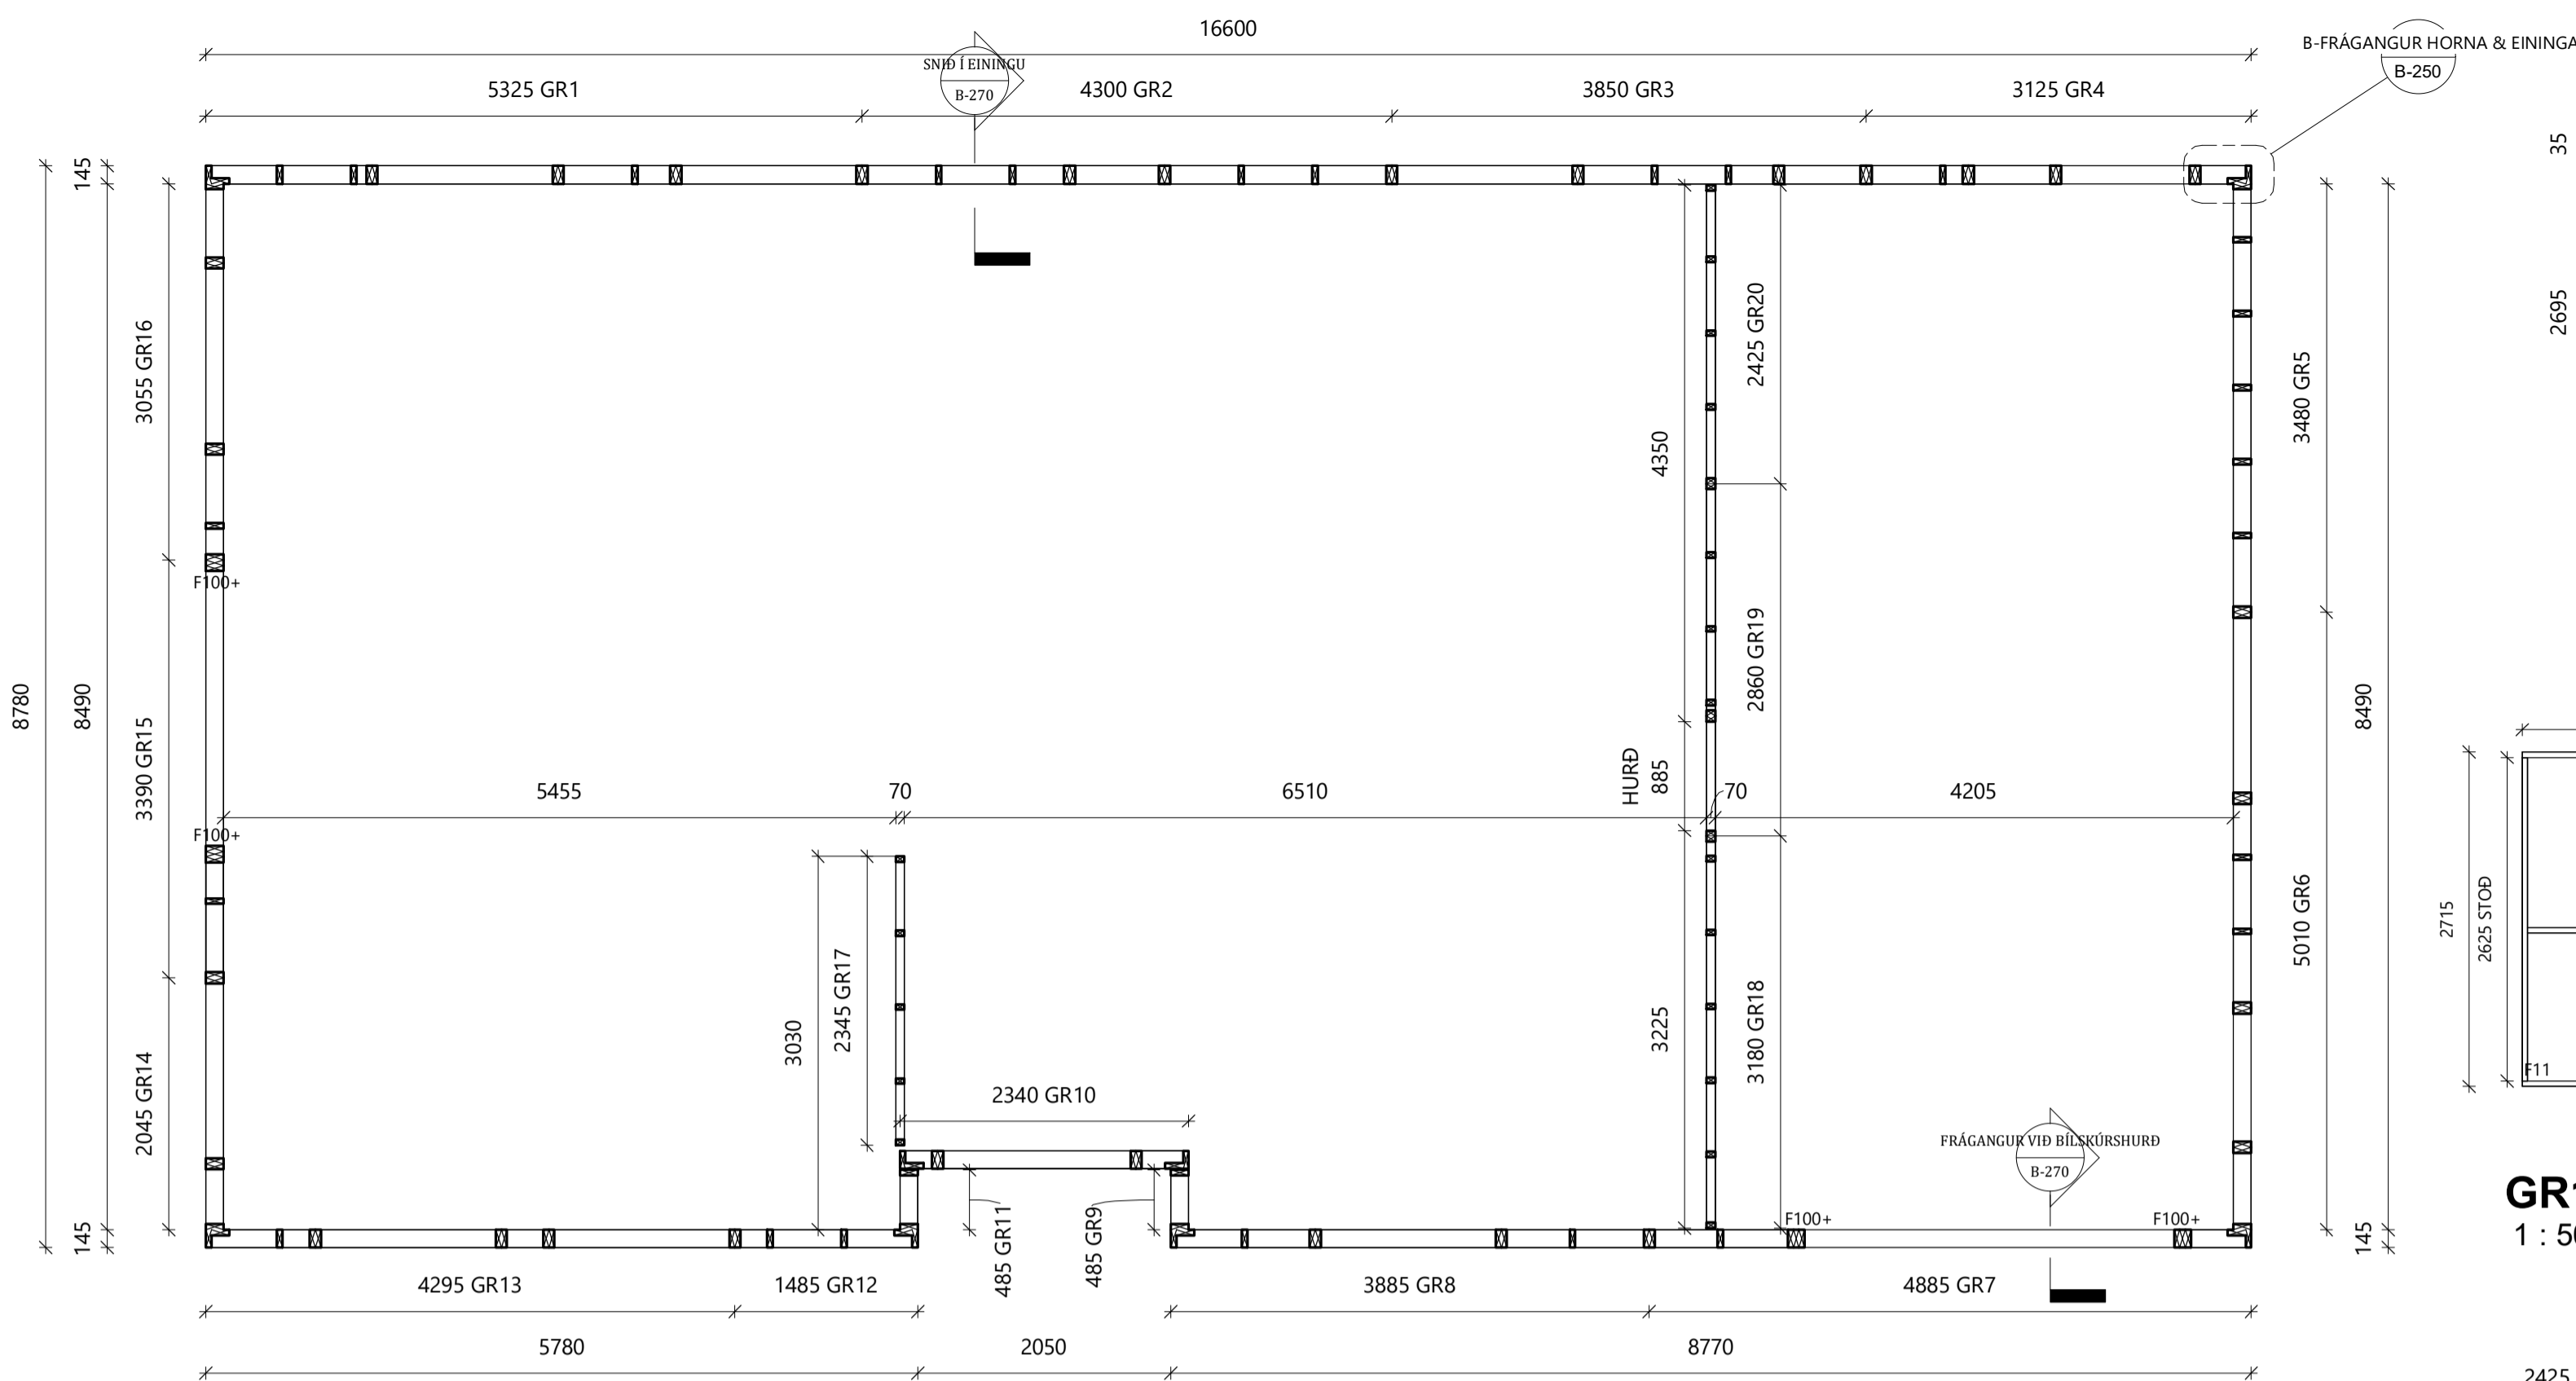 16600
B-FRÁGANGUR HORNA & EININGA
B-250
SNIÐ Í EININGU
B-270
5325 GR1
4300 GR2
3850 GR3
3125 GR4
145
35
2695
3055 GR16
2425 GR20
3480 GR5
4350
F100+
2860 GR19
8780
8490
3390 GR15
8490
HURÐ
885
5455
70
6510
70
4205
F100+
2715
2625 STOÐ
5010 GR6
2345 GR17
3030
3225
3180 GR18
2045 GR14
2340 GR10
F11
FRÁGANGUR VIÐ BÍLSKÚRSHURÐ
B-270
GR1
1 : 50
145
485 GR11
485 GR9
F100+
F100+
145
4295 GR13
1485 GR12
3885 GR8
4885 GR7
5780
2050
8770
2425